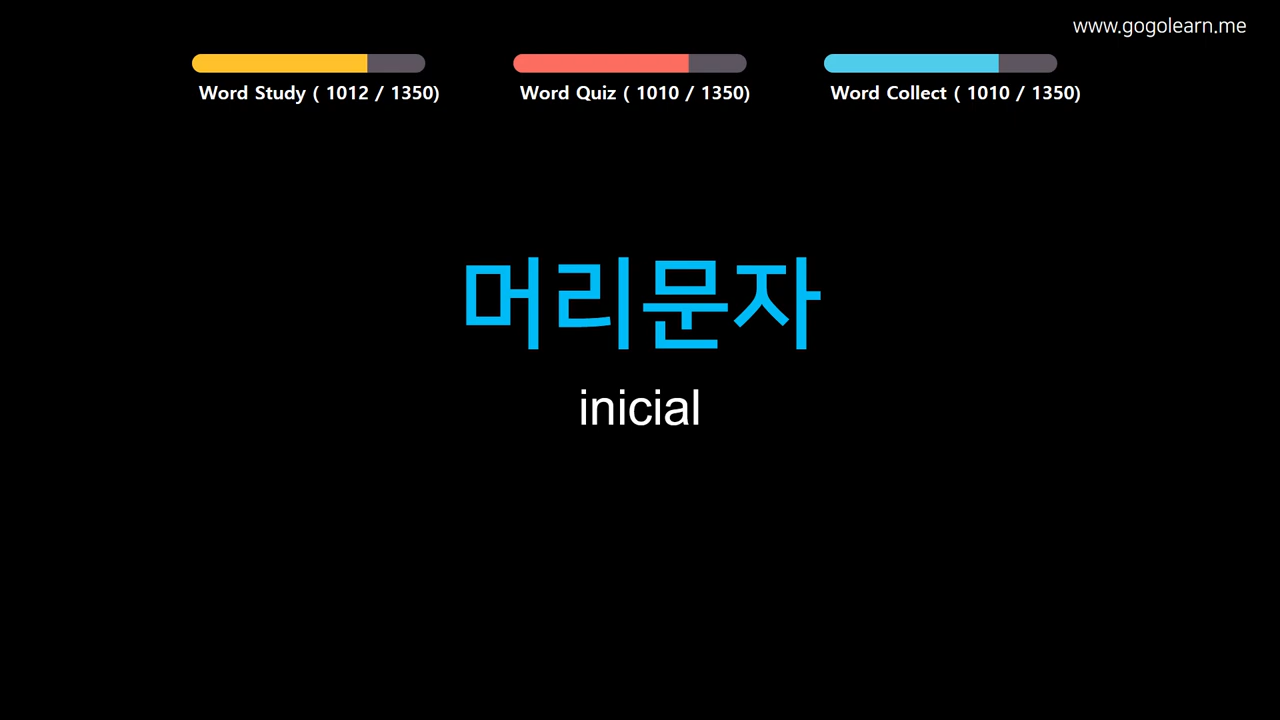 www.gogolearn.me
Word Study ( 1012 / 1350)
Word Quiz ( 1010 / 1350)
Word Collect ( 1010 / 1350)
머리문자
inicial